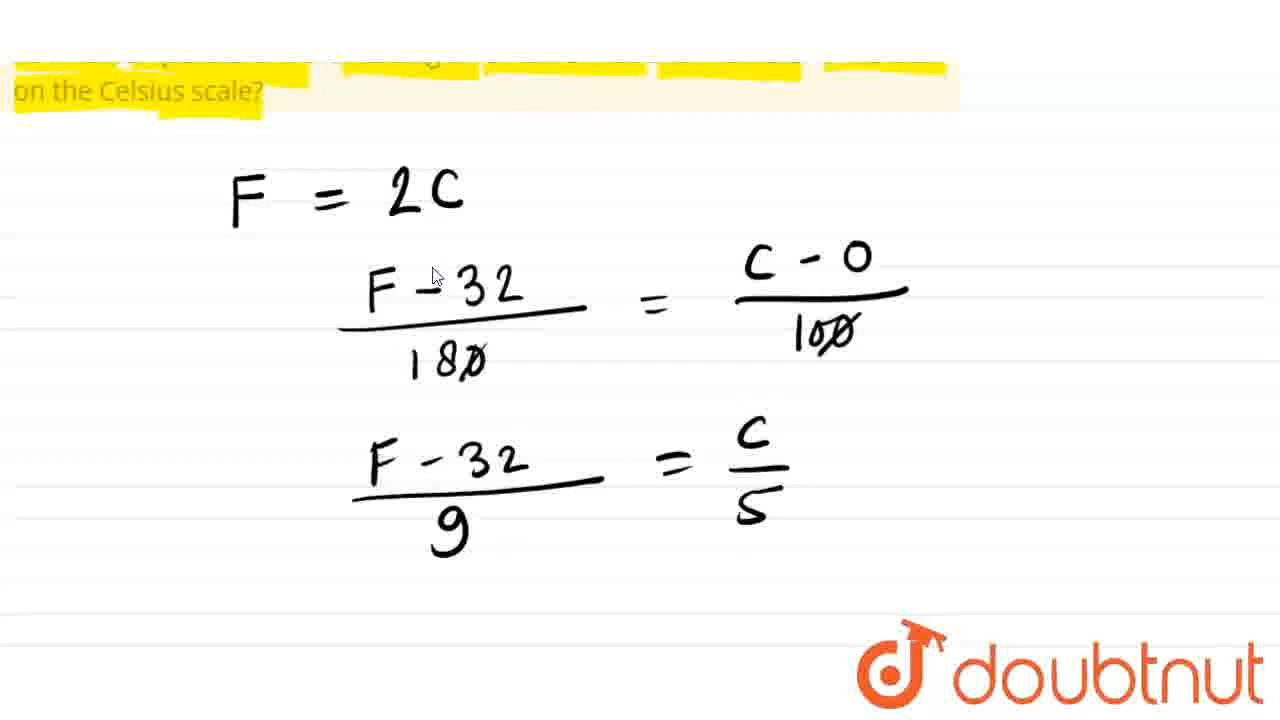 on the Celsius scale?
F = 2C
F - 32 = C - 0
180 100
F - 32 = C
9 5
doubtnut